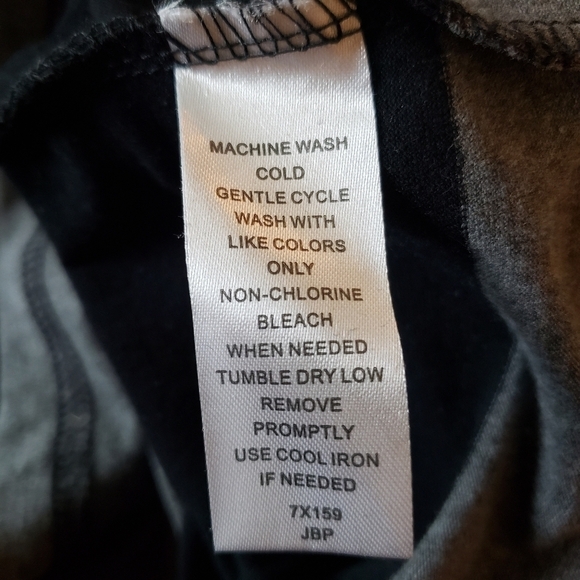 MACHINE WASH
COLD
GENTLE CYCLE
WASH WITH
LIKE COLORS
ONLY
NON-CHLORINE
BLEACH
WHEN NEEDED
TUMBLE DRY LOW
REMOVE
PROMPTLY
USE COOL IRON
IF NEEDED
7X159
JBP